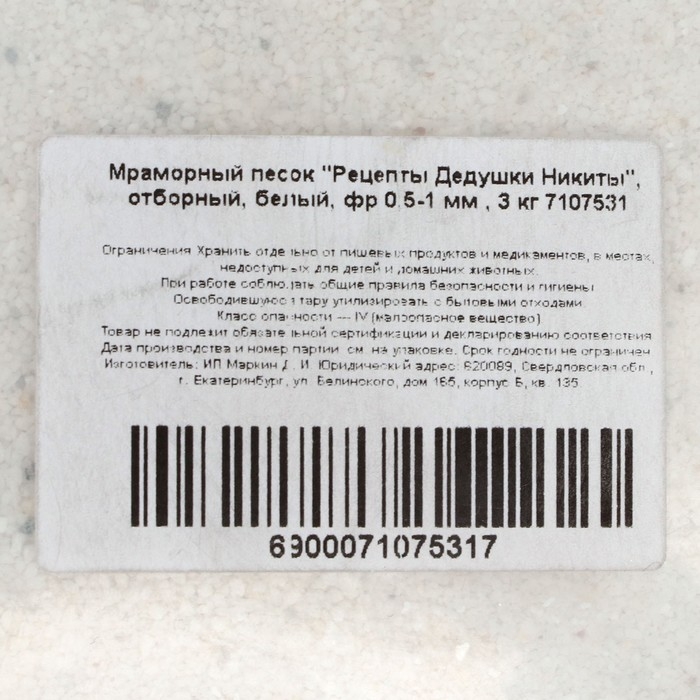 Мраморный песок "Рецепты Дедушки Никиты",
отборный, белый, фр 0,5-1 мм , 3 кг 7107531
Ограничения Хранить отдельно от пищевых продуктов и медикаментов, в местах,
недоступных для детей и домашних животных.
При работе соблюдать общие правила безопасности и гигиены
Освободившуюся тару утилизировать с бытовыми отходами.
Класс опасности — IV (малоопасное вещество)
Товар не подлежит обязательной сертификации и декларированию соответствия
Дата производства и номер партии: см. на упаковке. Срок годности не ограничен
Изготовитель: ИП Маркин Д. И. Юридический адрес: 620089, Свердловская обл.,
г. Екатеринбург, ул. Белинского, дом 165, корпус Б, кв. 135
6900071075317